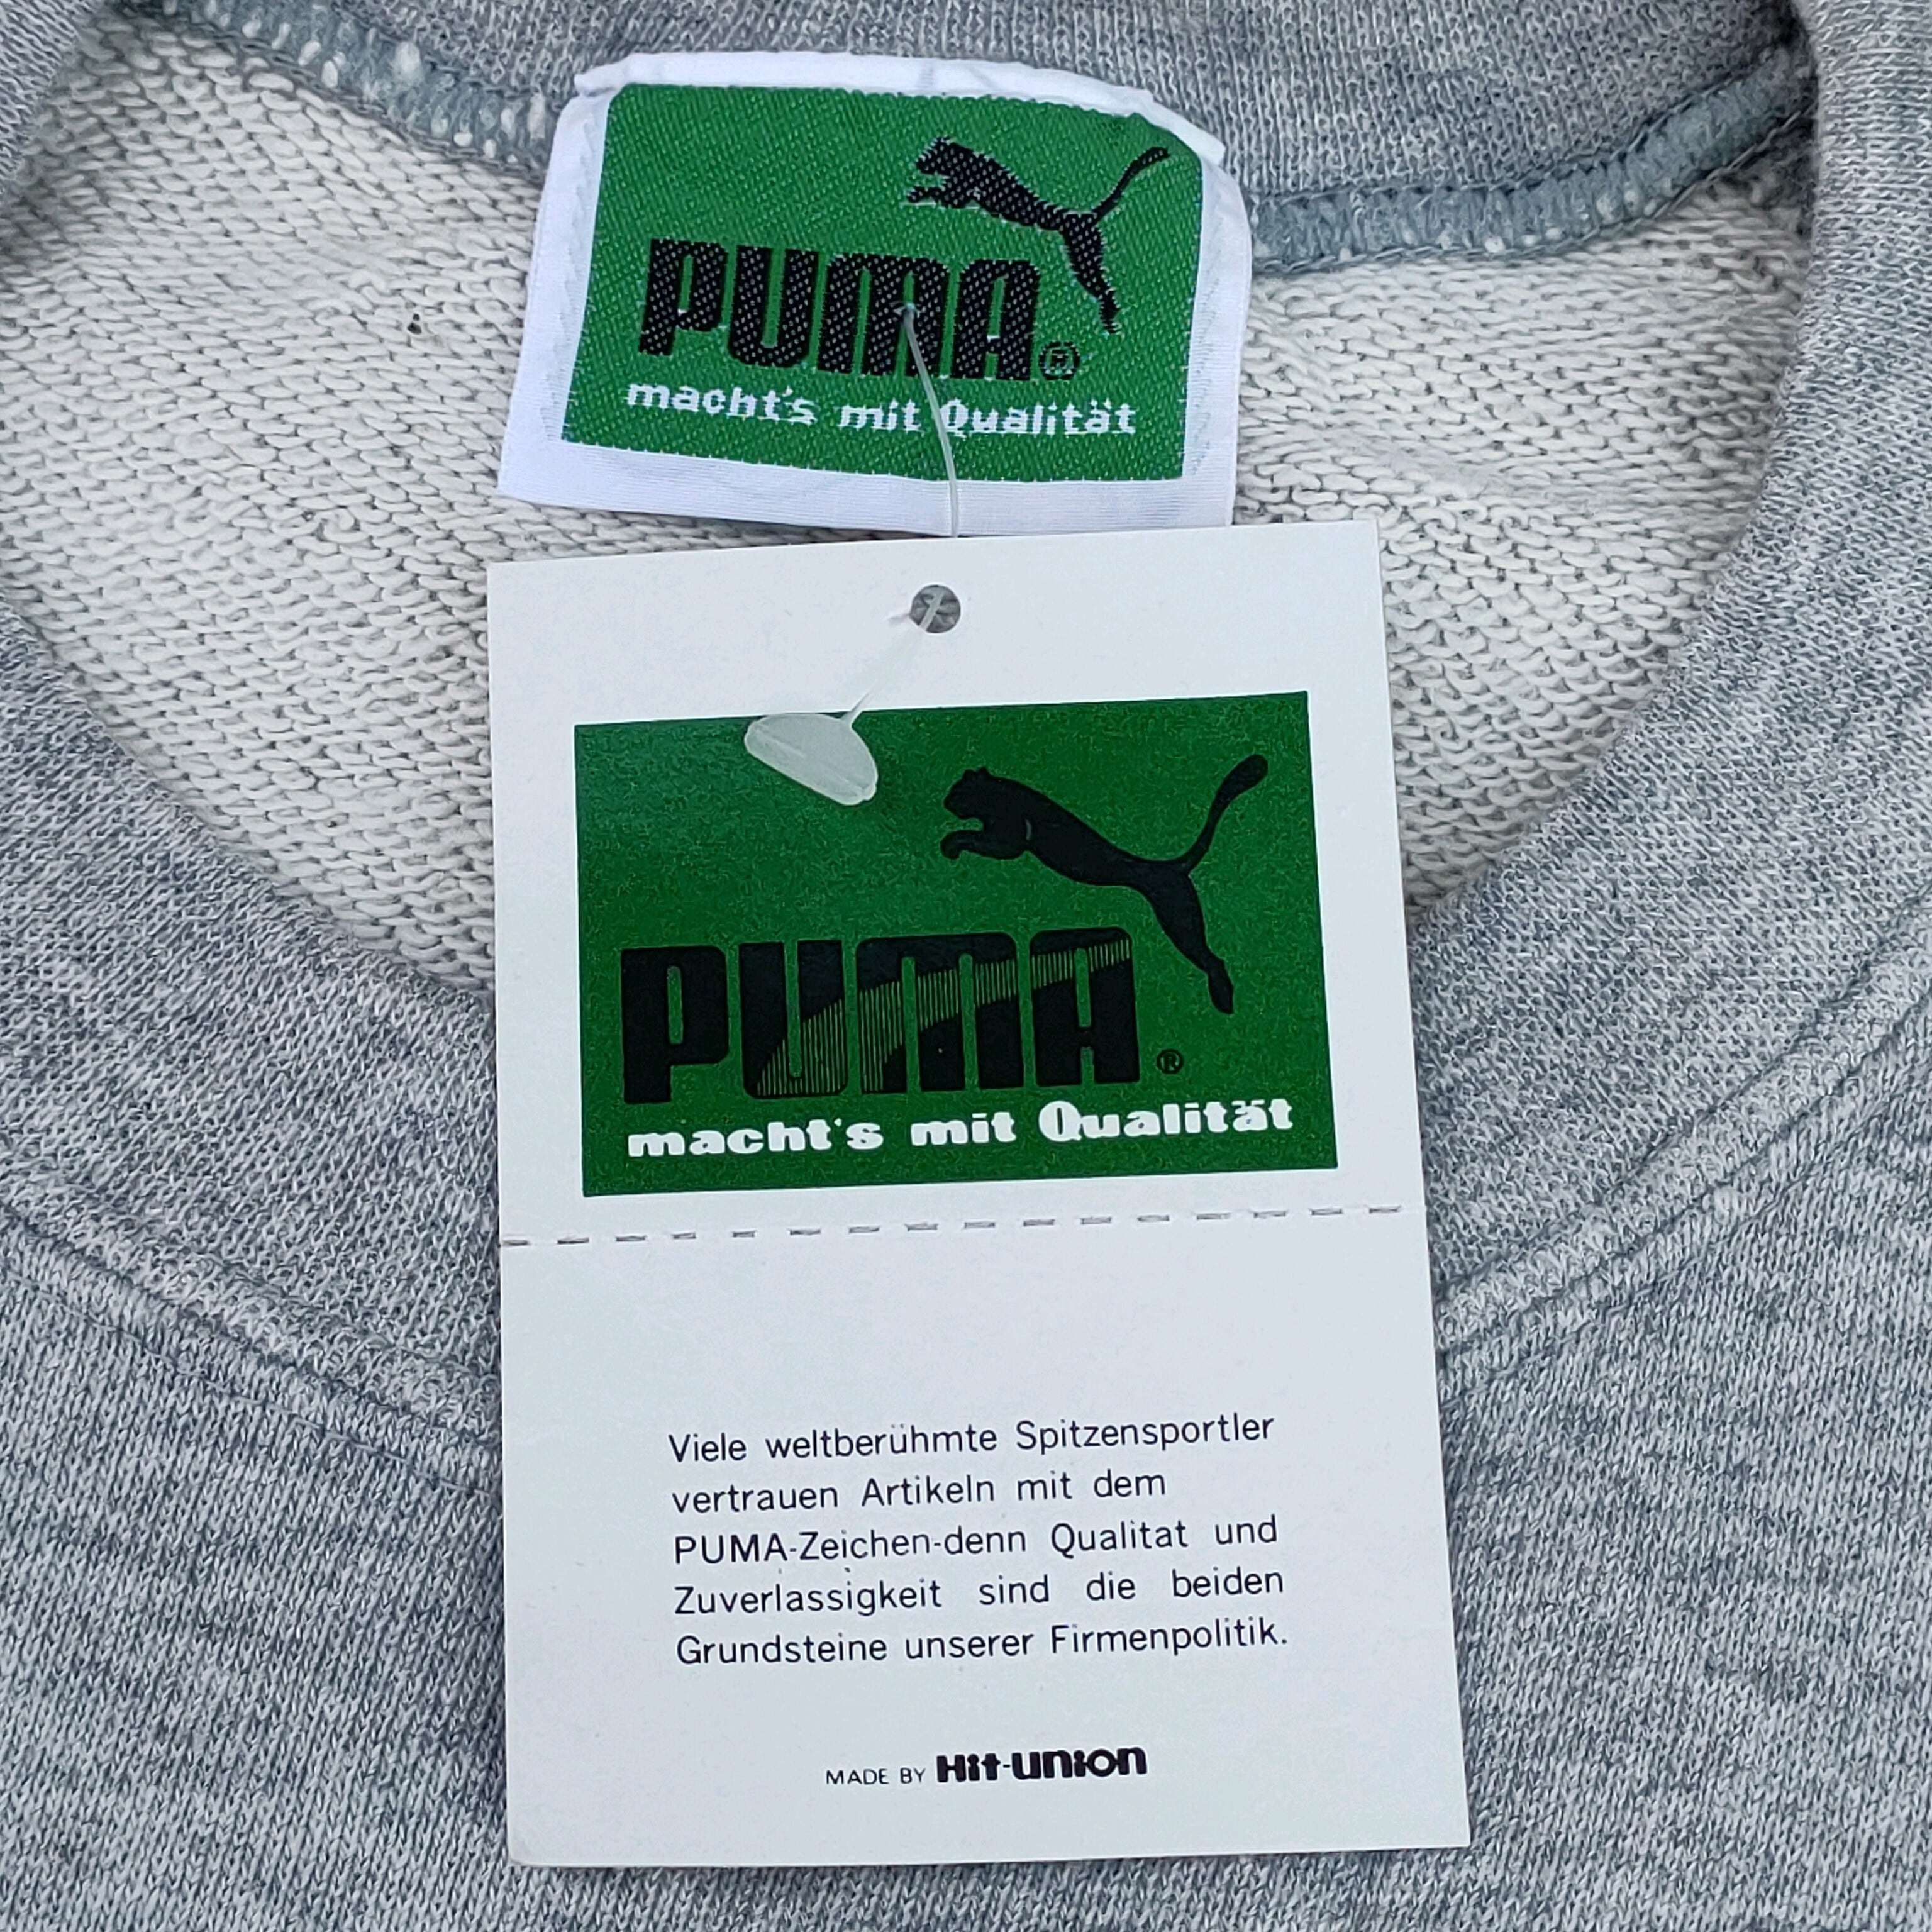 PUMA®
macht's mit Qualität
PUMA®
macht's mit Qualität
Viele weltberühmte Spitzensportler
vertrauen Artikeln mit dem
PUMA-Zeichen-denn Qualitat und
Zuverlassigkeit sind die beiden
Grundsteine unserer Firmenpolitik.
MADE BY Hit-union